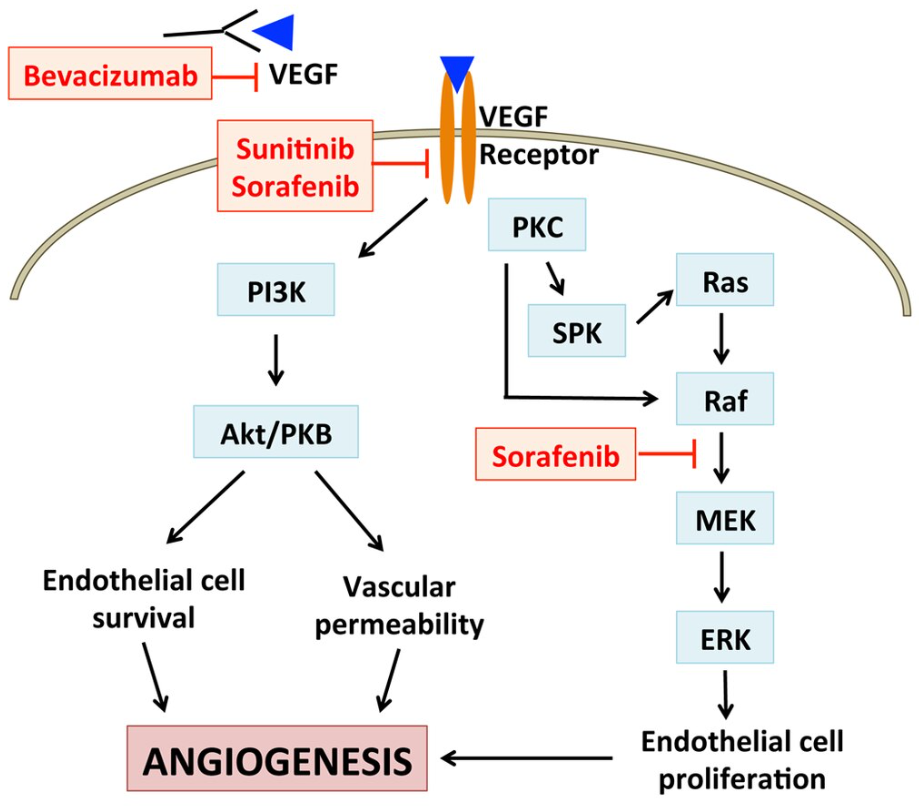 Bevacizumab
VEGF
VEGF
Receptor
Sunitinib
Sorafenib
PKC
PI3K
SPK
Ras
Raf
Akt/PKB
Sorafenib
MEK
Endothelial cell
survival
Vascular
permeability
ERK
ANGIOGENESIS
Endothelial cell
proliferation